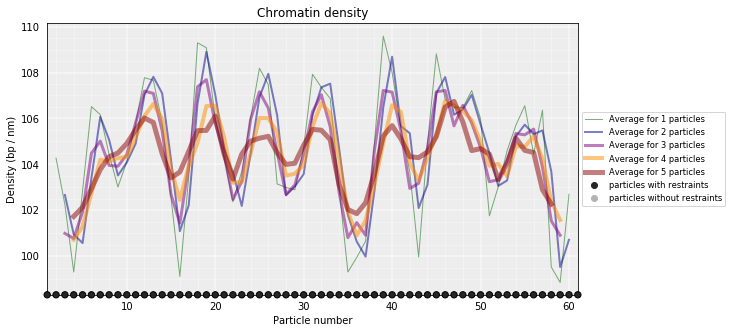 Chromatin density
110
108
106
104
102
100
Density (bp / nm)
10
20
30
40
50
60
Particle number
Average for 1 particles
Average for 2 particles
Average for 3 particles
Average for 4 particles
Average for 5 particles
particles with restraints
particles without restraints